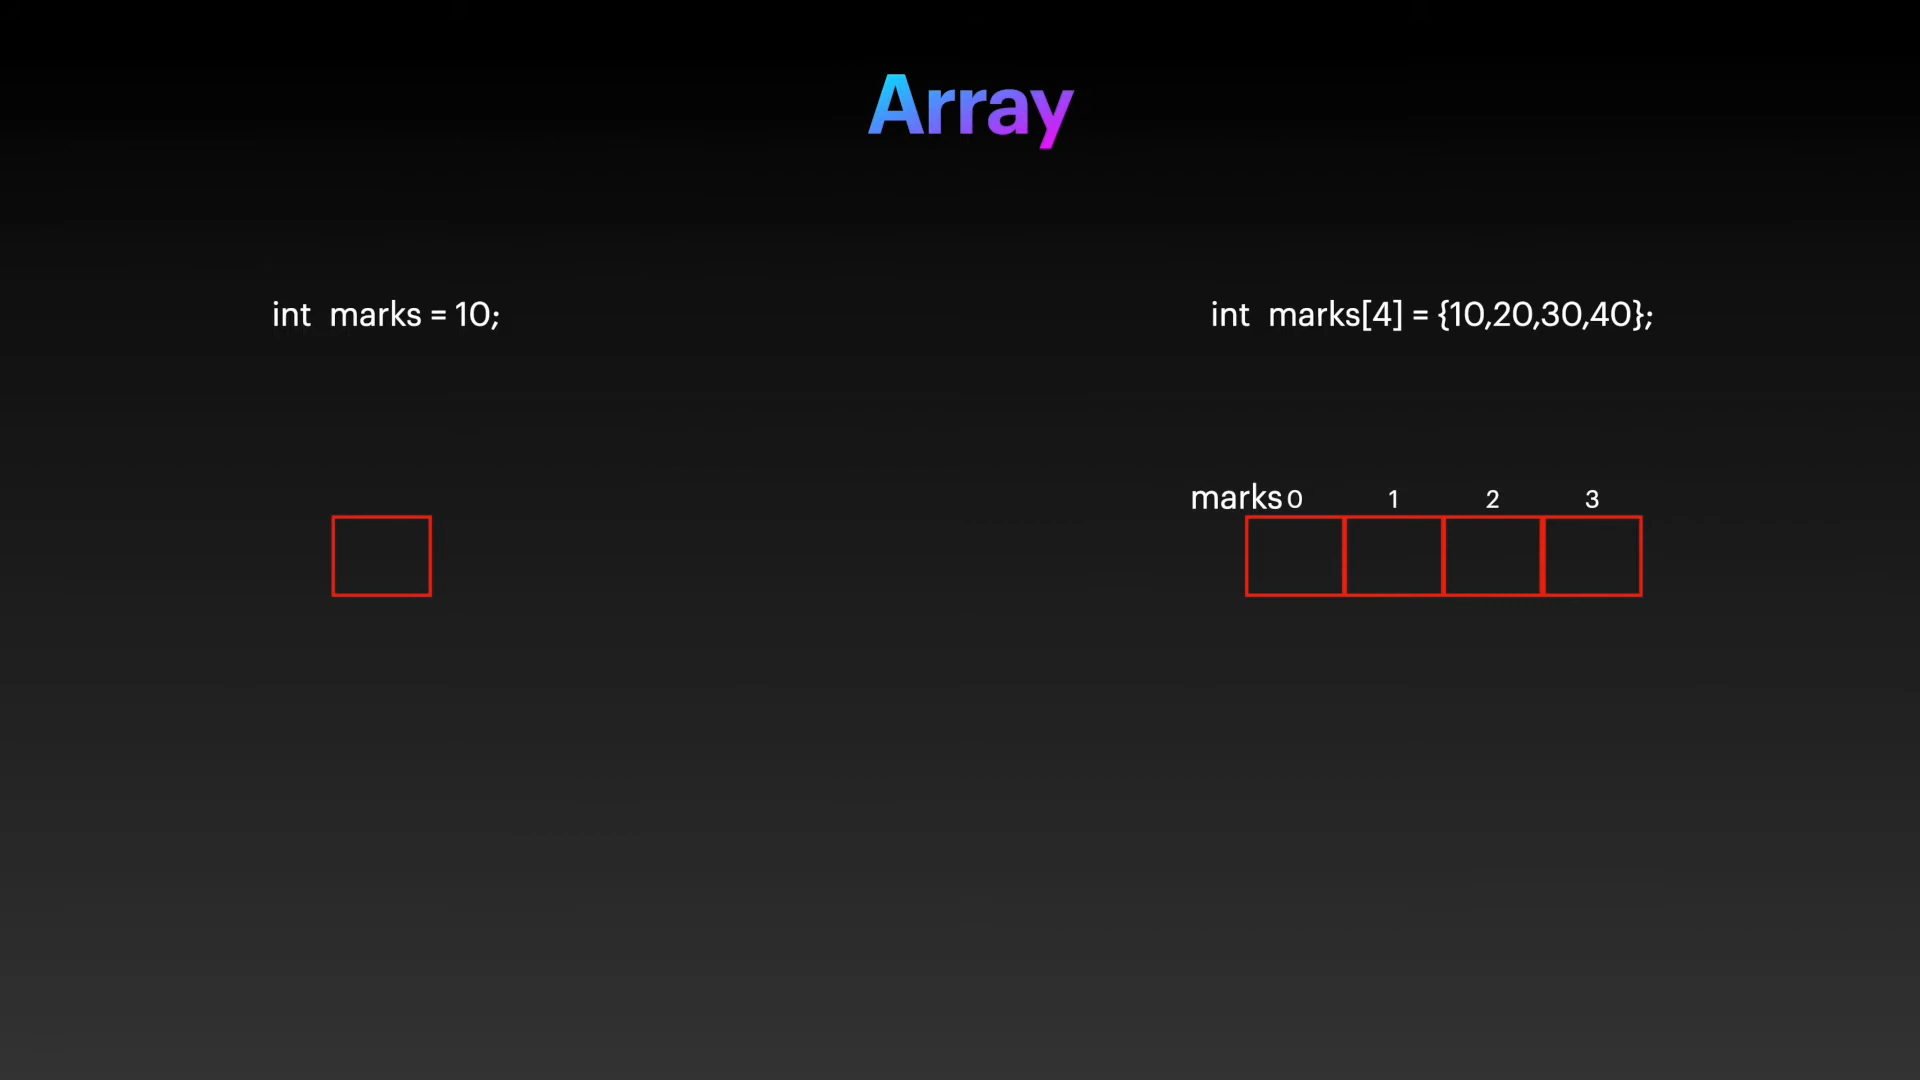 Array
int marks = 10;
int marks[4] = {10,20,30,40};
marks 0 1 2 3